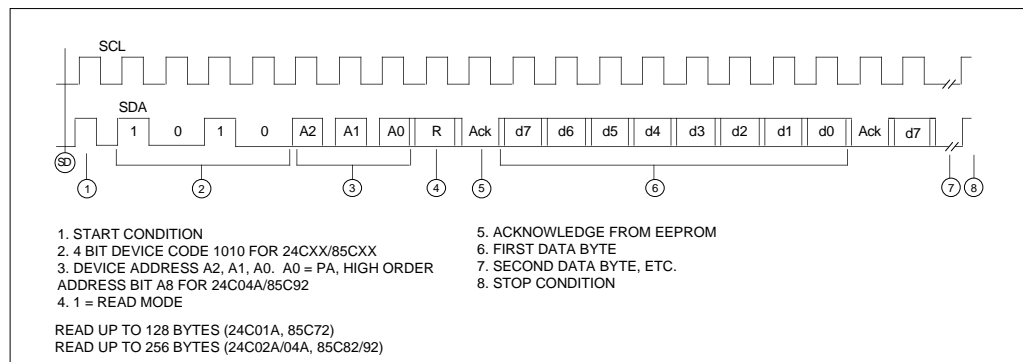 SCL
SDA
1 0 1 0 A2 A1 A0 R Ack d7 d6 d5 d4 d3 d2 d1 d0 Ack d7
SD
1 2 3 4 5 6 7 8
1. START CONDITION
2. 4 BIT DEVICE CODE 1010 FOR 24CXX/85CXX
3. DEVICE ADDRESS A2, A1, A0. A0 = PA, HIGH ORDER
ADDRESS BIT A8 FOR 24C04A/85C92
4. 1 = READ MODE
5. ACKNOWLEDGE FROM EEPROM
6. FIRST DATA BYTE
7. SECOND DATA BYTE, ETC.
8. STOP CONDITION
READ UP TO 128 BYTES (24C01A, 85C72)
READ UP TO 256 BYTES (24C02A/04A, 85C82/92)